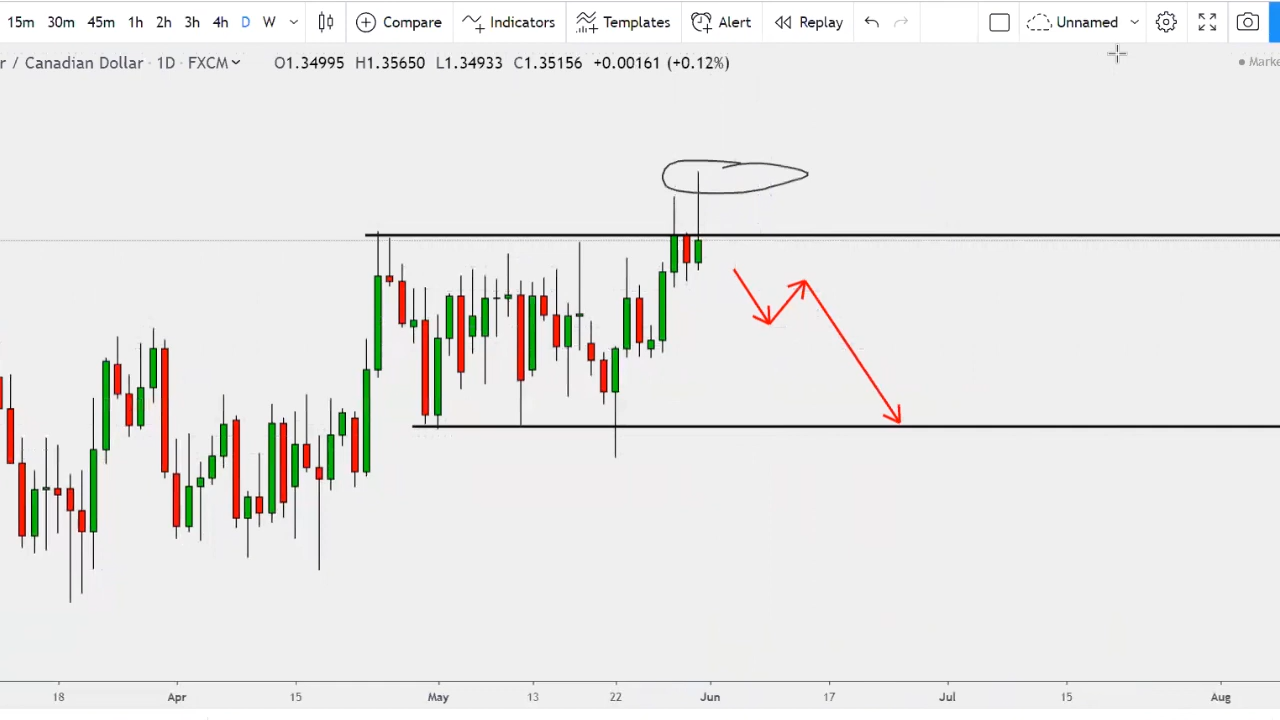 15m 30m 45m 1h 2h 3h 4h D W Compare Indicators Templates Alert Replay Unnamed
r / Canadian Dollar · 1D · FXCM O1.34995 H1.35650 L1.34933 C1.35156 +0.00161 (+0.12%) Marke
18 Apr 15 May 13 22 Jun 17 Jul 15 Aug